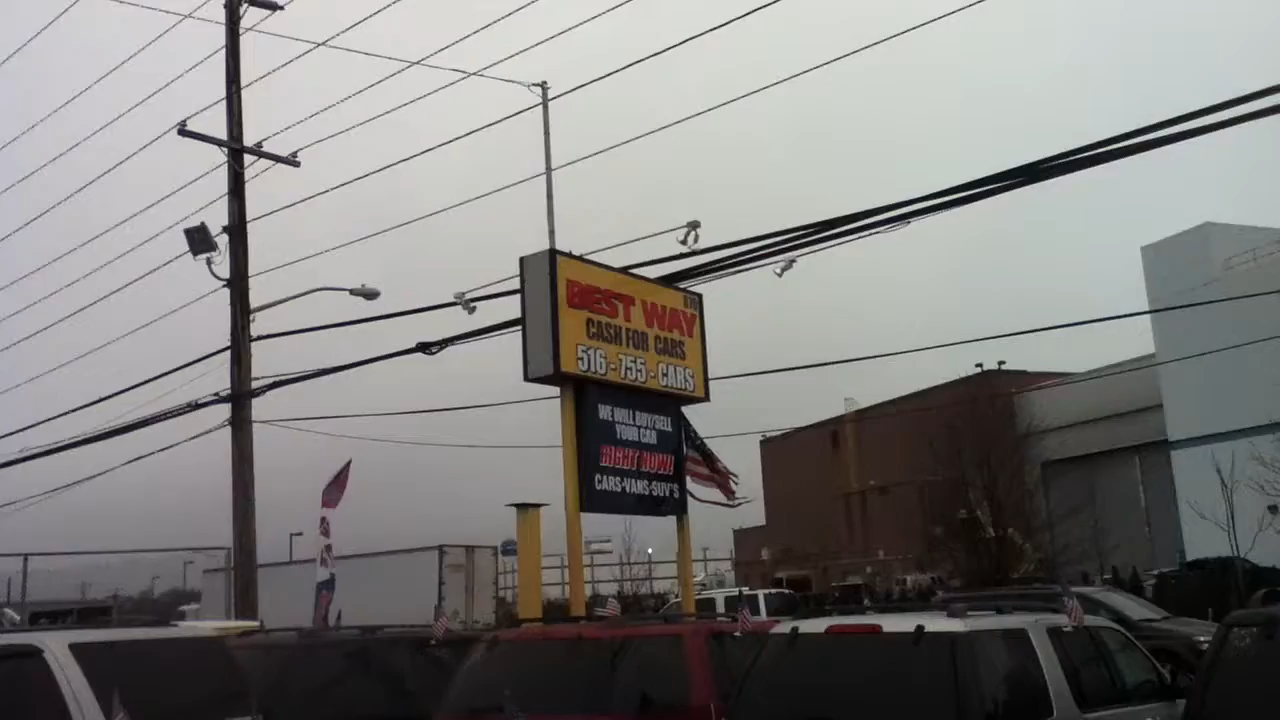 BEST WAY
CASH FOR CARS
516-755-CARS
WE WILL BUY/SELL
YOUR CAR
RIGHT NOW!
CARS-VANS-SUV'S